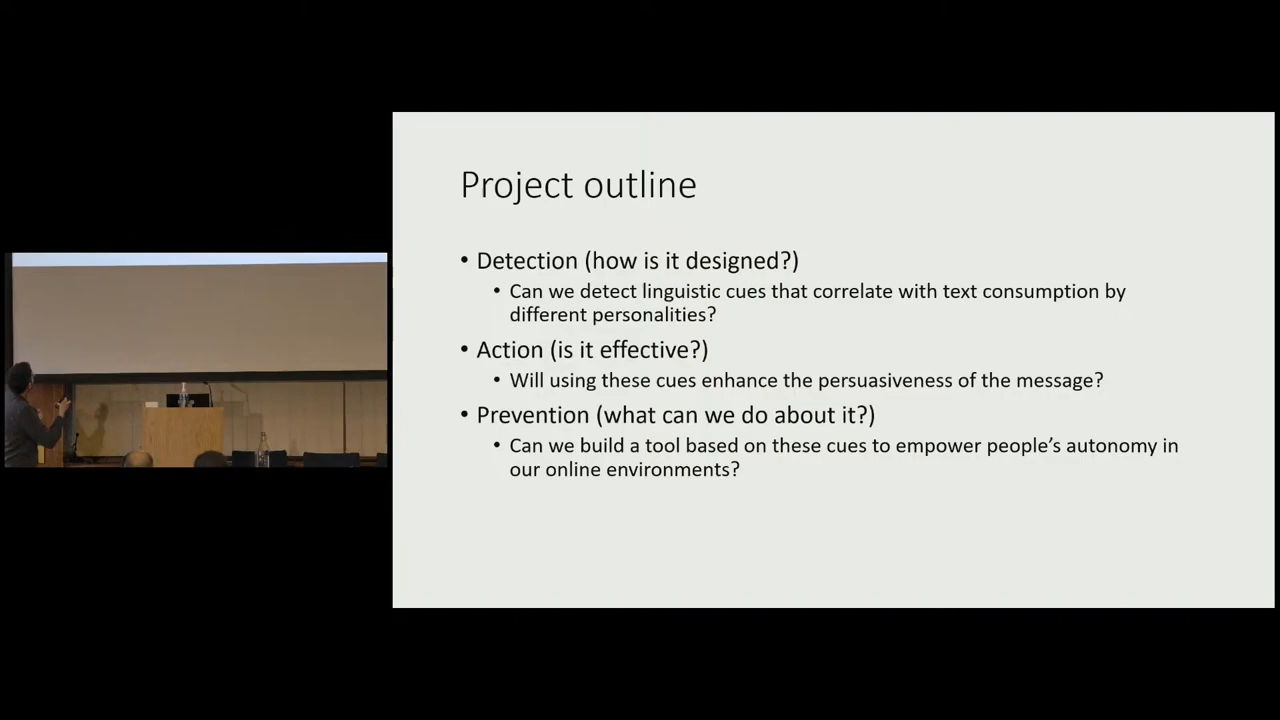 Project outline
• Detection (how is it designed?)
• Can we detect linguistic cues that correlate with text consumption by
different personalities?
• Action (is it effective?)
• Will using these cues enhance the persuasiveness of the message?
• Prevention (what can we do about it?)
• Can we build a tool based on these cues to empower people’s autonomy in
our online environments?